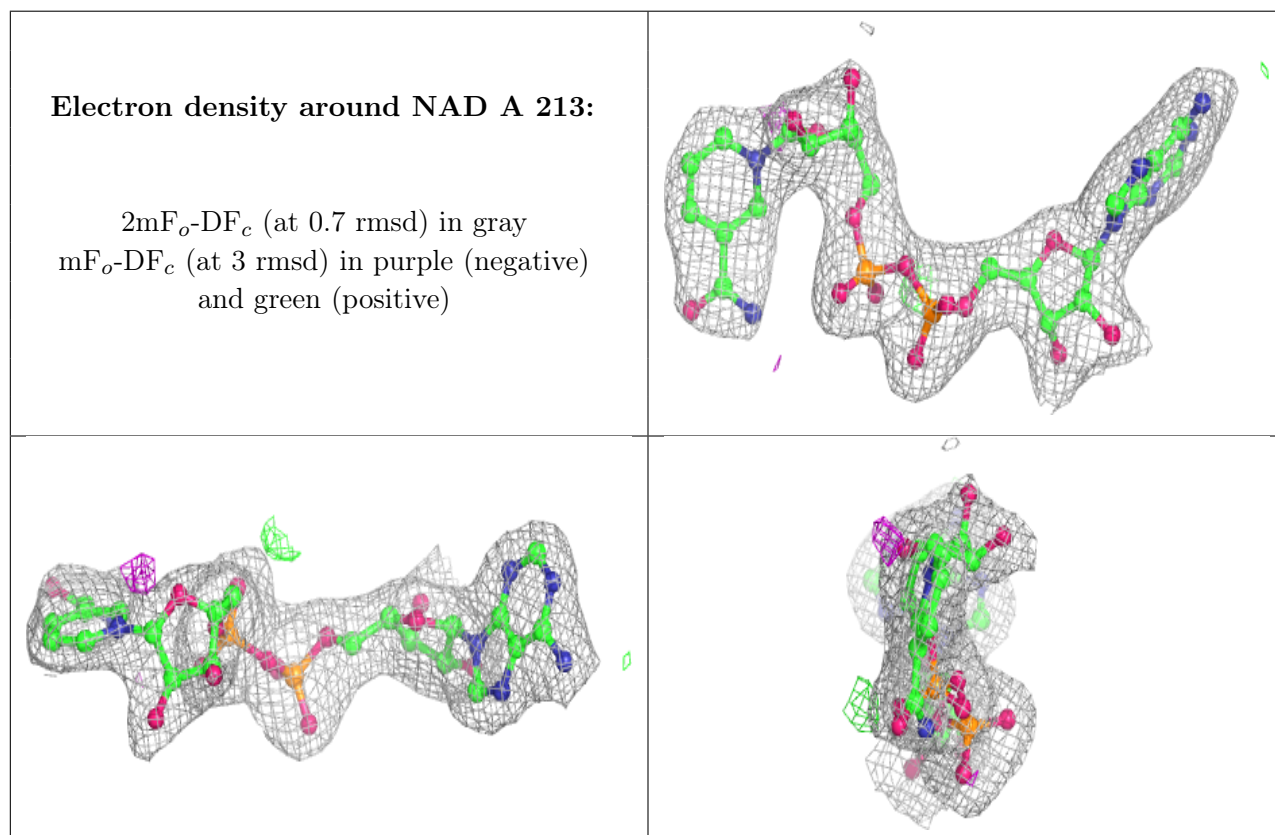 Electron density around NAD A 213:
2mFo-DFc (at 0.7 rmsd) in gray
mFo-DFc (at 3 rmsd) in purple (negative)
and green (positive)